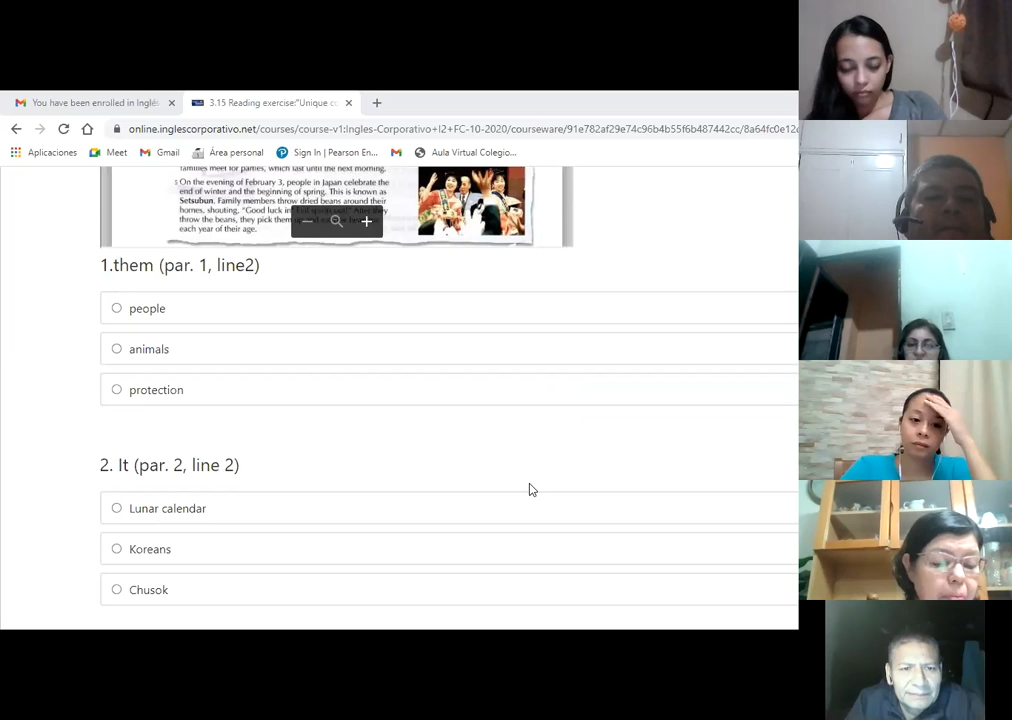 You have been enrolled in Inglés
3.15 Reading exercise:"Unique c
online.inglescorporativo.net/courses/course-v1:Ingles-Corporativo+I2+FC-10-2020/courseware/91e782af29e74c96b4b55f6b487442cc/8a64fc0e12c
Aplicaciones Meet Gmail Área personal Sign In | Pearson En... Aula Virtual Colegio...
families meet for parties, which last until the next morning.
5 On the evening of February 3, people in Japan celebrate the
end of winter and the beginning of spring. This is known as
Setsubun. Family members throw dried beans around their
homes, shouting, "Good luck in!
throw the beans, they pick them
each year of their age.
1.them (par. 1, line2)
people
animals
protection
2. It (par. 2, line 2)
Lunar calendar
Koreans
Chusok